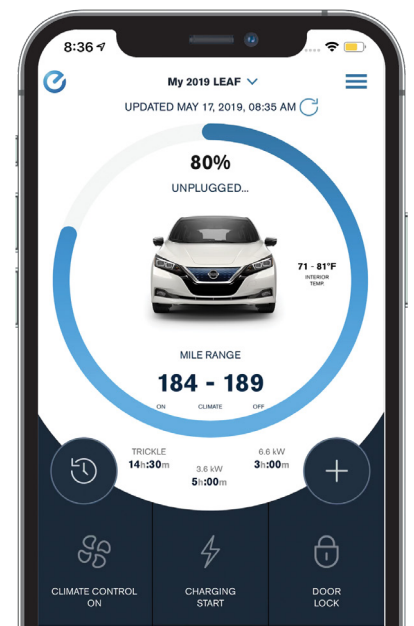 8:36
My 2019 LEAF
UPDATED MAY 17, 2019, 08:35 AM
80%
UNPLUGGED...
71 - 81°F
INTERIOR
TEMP.
MILE RANGE
184 - 189
ON CLIMATE OFF
TRICKLE
14h:30m
3.6 kW
5h:00m
6.6 kW
3h:00m
CLIMATE CONTROL
ON
CHARGING
START
DOOR
LOCK